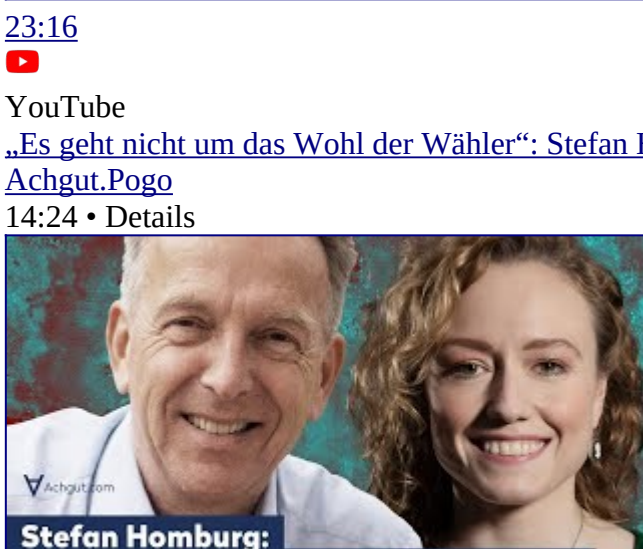 23:16
YouTube
„Es geht nicht um das Wohl der Wähler“: Stefan
Achgut.Pogo
14:24 • Details
Achgut.com
Stefan Homburg: